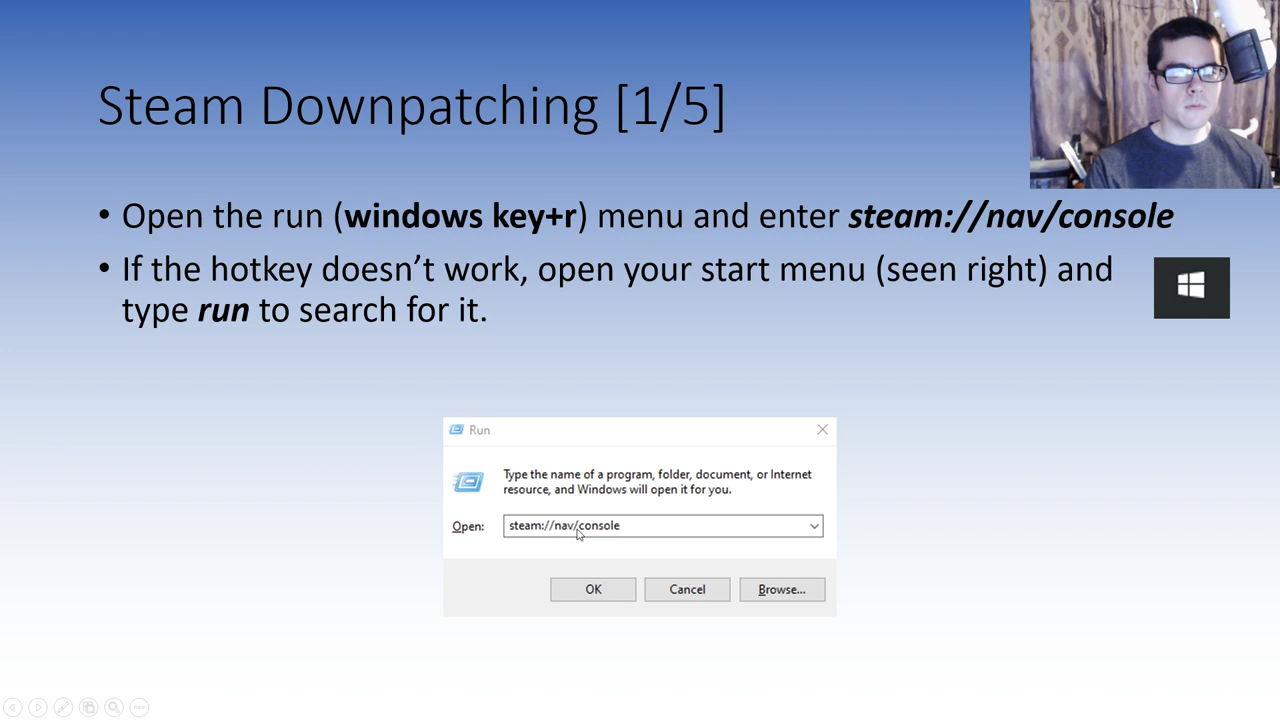 Steam Downpatching [1/5]
• Open the run (windows key+r) menu and enter steam://nav/console
• If the hotkey doesn’t work, open your start menu (seen right) and
type run to search for it.
Run
Type the name of a program, folder, document, or Internet
resource, and Windows will open it for you.
Open: steam://nav/console
OK Cancel Browse...